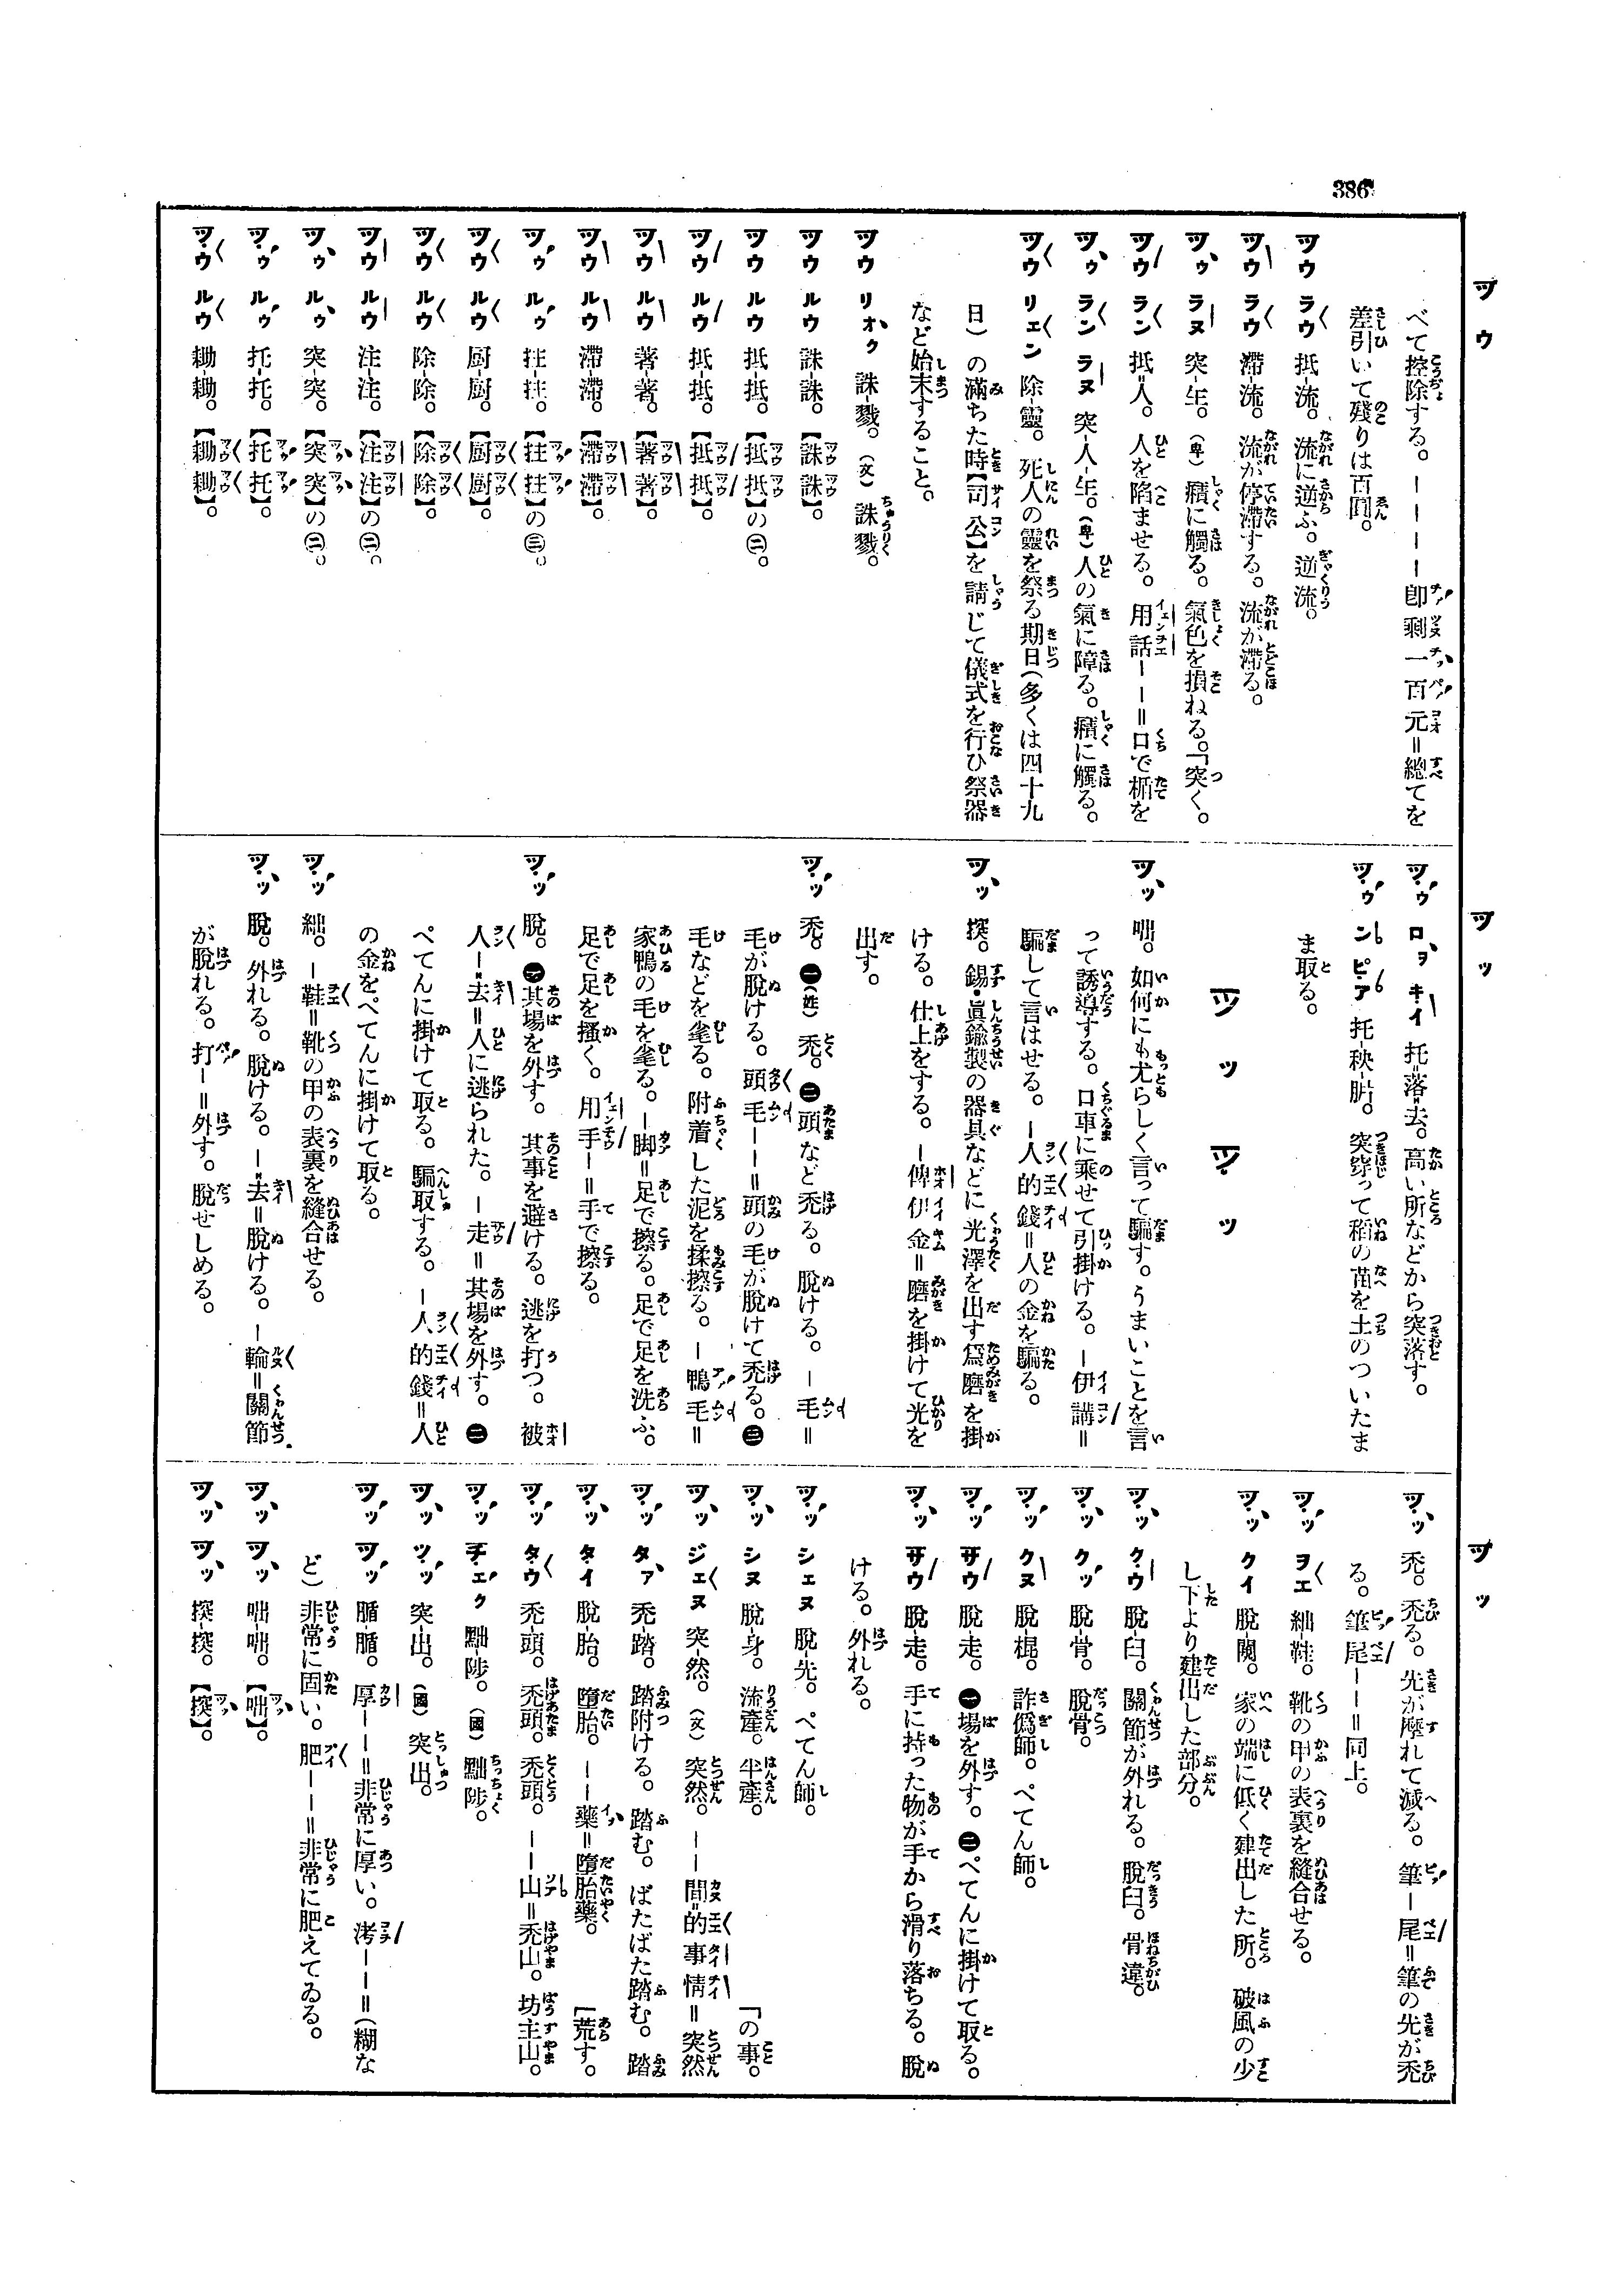 386
ツウ
ツッ
ツッ
べて控除する。－－－－卽剩一百元＝總てを
差引いて殘りは百圓。
ツウ ラウ 抵-流。流に逆ふ。逆流。
ツウ ラウ 滯-流。流が停滯する。流が滯る。
ツゥ ラヌ 突-生。（卑）癪に觸る。氣色を損ねる。「突く。
ツウ ラン 抵-人。人を陷ませる。用話－－＝口で楯を
ツゥ ラン ラヌ 突-人-生。（卑）人の氣に障る。癪に觸る。
ツウ リェン 除-靈。死人の靈を祭る期日（多くは四十九
日）の滿ちた時【司公】を請じて儀式を行ひ祭器
など始末すること。
ツウ リォク 誅-戮。（文）誅戮。
ツウ ルウ 誅-誅。【誅誅】。
ツウ ルウ 抵-抵。【抵抵】の㊁。
ツウ ルウ 抵-抵。【抵抵】。
ツウ ルウ 著-著。【著著】。
ツウ ルウ 滯-滯。【滯滯】。
ツゥ ルゥ 拄-拄。【拄拄】の㊂。
ツウ ルウ 厨-厨。【厨厨】。
ツウ ルウ 除-除。【除除】。
ツウ ルウ 注-注。【注注】の㊁。
ツゥ ルゥ 突-突。【突突】の㊁。
ツゥ ルゥ 托-托。【托托】。
ツウ ルウ 鋤-鋤。【鋤鋤】。
ツゥ ロヲ キイ 托-落-去。高い所などから突落す。
ツゥ ンピア 托-秧-。突錺って稻の苗を土のついたま
ま取る。
ツッ ツッ
ツッ 咄。如何にも尤らしく言って騙す。うまいことを言
って誘導する。口車に乘せて引掛ける。－伊講＝
騙して言はせる。－人的錢＝人の金を騙る。
ツッ 。錫・眞鍮製の器具などに光澤を出す爲磨を掛
ける。仕上をする。－俾伊金＝磨を掛けて光を
出す。
ツッ 禿。㊀（姓）禿。㊁頭など禿る。脫ける。－毛＝
毛が脫ける。頭毛－－＝頭の毛が脫けて禿る。㊂
毛などを毟る。附着した泥を揉擦る。－鴨毛＝
家鴨の毛を毟る。－脚＝足で擦る。足で足を洗ふ。
足で足を搔く。用手－＝手で擦る。
ツッ 脫。㊀其場を外す。其事を避ける。逃を打つ。被
人－去＝人に逃られた。－走＝其場を外す。㊁
ぺてんに掛けて取る。騙取する。－人的錢＝人
の金をぺてんに掛けて取る。
ツッ 絀。－鞋＝靴の甲の表裏を縫合せる。
ツッ 脫。外れる。脫ける。－去＝脫ける。－輪＝關節
が脫れる。打－＝外す。脫せしめる。
ツッ 禿。禿る。先が摩れて減る。筆－尾＝筆の先が禿
る。筆尾－－＝同上。
ツッ ヲエ 絀-鞋。靴の甲の表裏を縫合せる。
ツッ クイ 脫-闋。家の端に低く建出した所。破風の少
し下より建出した部分。
ツッ クウ 脫-臼。關節が外れる。脫臼。骨違。
ツッ クッ 脫-骨。脫骨。
ツッ クヌ 脫-棍。詐僞師。ぺてん師。
ツッ サウ 脫-走。㊀場を外す。㊁ぺてんに掛けて取る。
ツッ サウ 脫-走。手に持った物が手から滑り落ちる。脫
ける。外れる。
ツッ シェヌ 脫-先。ぺてん師。
ツッ シヌ 脫-身。流產。半產。「の事。
ツッ ジェヌ 突-然。（文）突然。－－間的事情＝突然
ツッ タァ 禿-踏。踏附ける。踏む。ばたばた踏む。踏
ツッ タイ 脫-胎。墮胎。－－藥＝墮胎藥。「荒す。
ツッ タウ 禿-頭。禿頭。禿頭。－－山＝禿山。坊主山。
ツッ チェク 黜-陟。（國）黜陟。
ツッ ツッ 突-出。（國）突出。
ツッ ツッ 腯-腯。厚－－＝非常に厚い。洘－－＝（糊な
ど）非常に固い。肥－－＝非常に肥えてゐる。
ツッ ツッ 咄-咄。【咄】。
ツッ ツッ